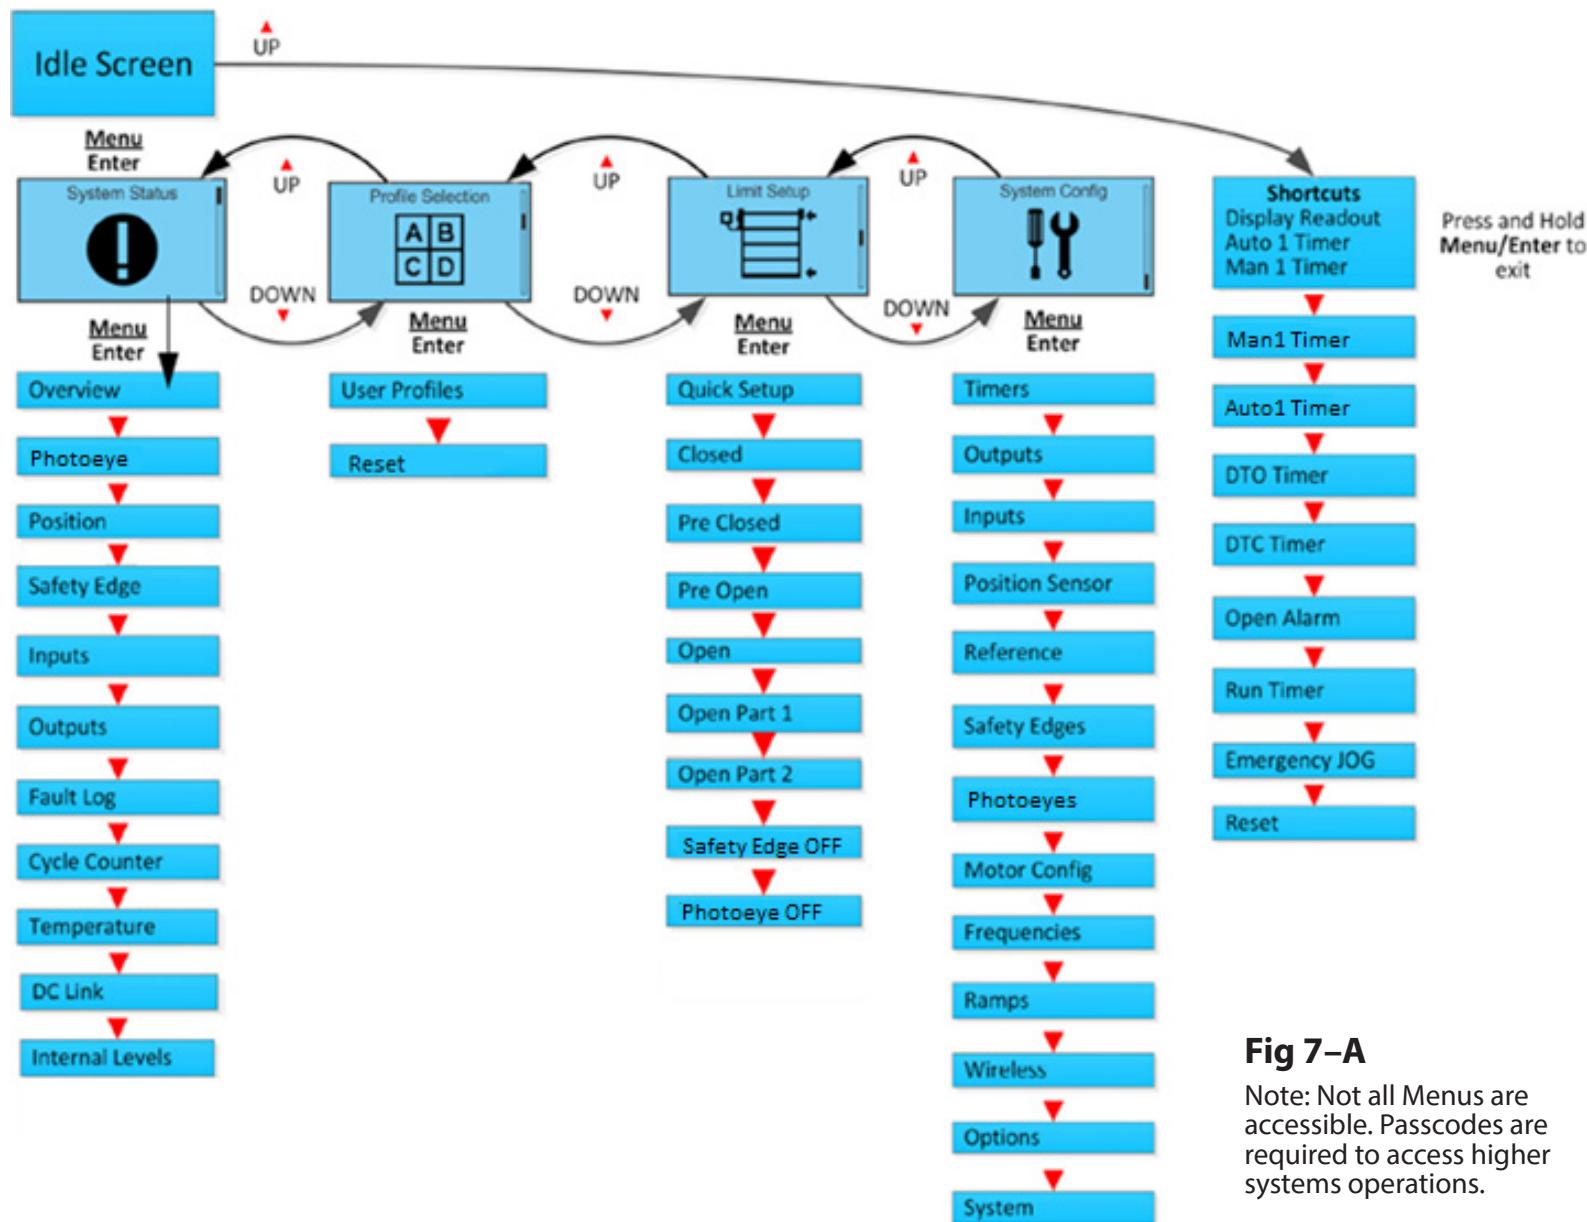 Idle Screen
UP
Menu
Enter
System Status
Menu
Enter
UP
DOWN
Profile Selection
A B
C D
Menu
Enter
UP
DOWN
Limit Setup
Menu
Enter
UP
DOWN
System Config
Menu
Enter
Shortcuts
Display Readout
Auto 1 Timer
Man 1 Timer
Press and Hold
Menu/Enter to
exit
Overview
Photoeye
Position
Safety Edge
Inputs
Outputs
Fault Log
Cycle Counter
Temperature
DC Link
Internal Levels
User Profiles
Reset
Quick Setup
Closed
Pre Closed
Pre Open
Open
Open Part 1
Open Part 2
Safety Edge OFF
Photoeye OFF
Timers
Outputs
Inputs
Position Sensor
Reference
Safety Edges
Photoeyes
Motor Config
Frequencies
Ramps
Wireless
Options
System
Man1 Timer
Auto1 Timer
DTO Timer
DTC Timer
Open Alarm
Run Timer
Emergency JOG
Reset
Fig 7–A
Note: Not all Menus are
accessible. Passcodes are
required to access higher
systems operations.